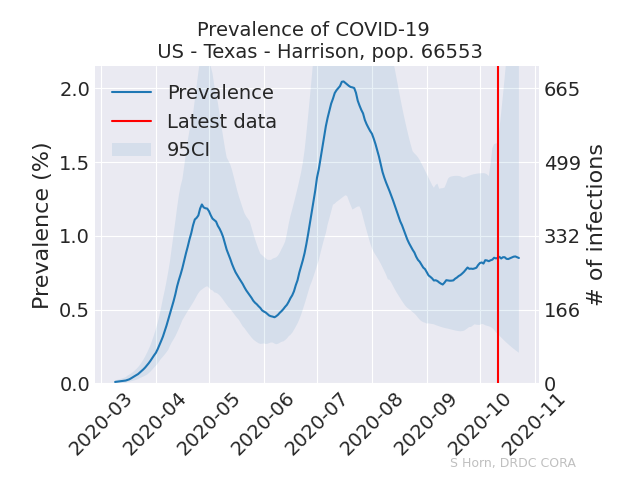 Prevalence of COVID-19
US - Texas - Harrison, pop. 66553
Prevalence (%)
2.0
1.5
1.0
0.5
0.0
Prevalence
Latest data
95CI
665
499
332
166
0
# of infections
2020-03
2020-04
2020-05
2020-06
2020-07
2020-08
2020-09
2020-10
2020-11
S Horn, DRDC CORA